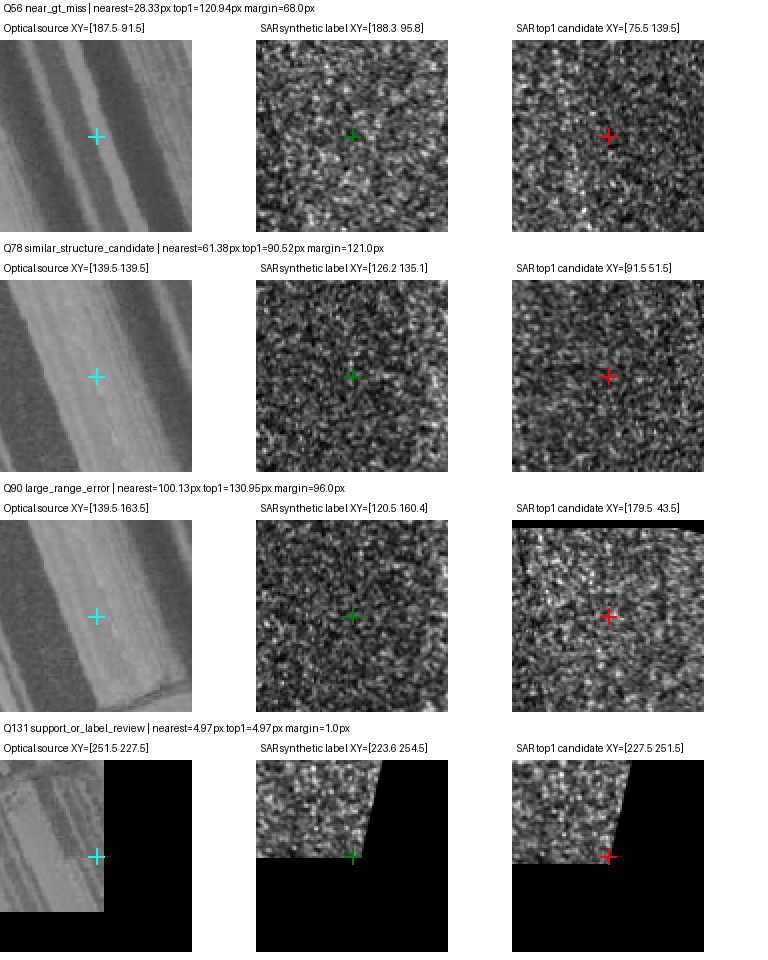 Q56 near_gt_miss | nearest=28.33px top1=120.94px margin=68.0px
Optical source XY=[187.5 91.5] SAR synthetic label XY=[188.3 95.8] SAR top1 candidate XY=[75.5 139.5]
Q78 similar_structure_candidate | nearest=61.38px top1=90.52px margin=121.0px
Optical source XY=[139.5 139.5] SAR synthetic label XY=[126.2 135.1] SAR top1 candidate XY=[91.5 51.5]
Q90 large_range_error | nearest=100.13px top1=130.95px margin=96.0px
Optical source XY=[139.5 163.5] SAR synthetic label XY=[120.5 160.4] SAR top1 candidate XY=[179.5 43.5]
Q131 support_or_label_review | nearest=4.97px top1=4.97px margin=1.0px
Optical source XY=[251.5 227.5] SAR synthetic label XY=[223.6 254.5] SAR top1 candidate XY=[227.5 251.5]